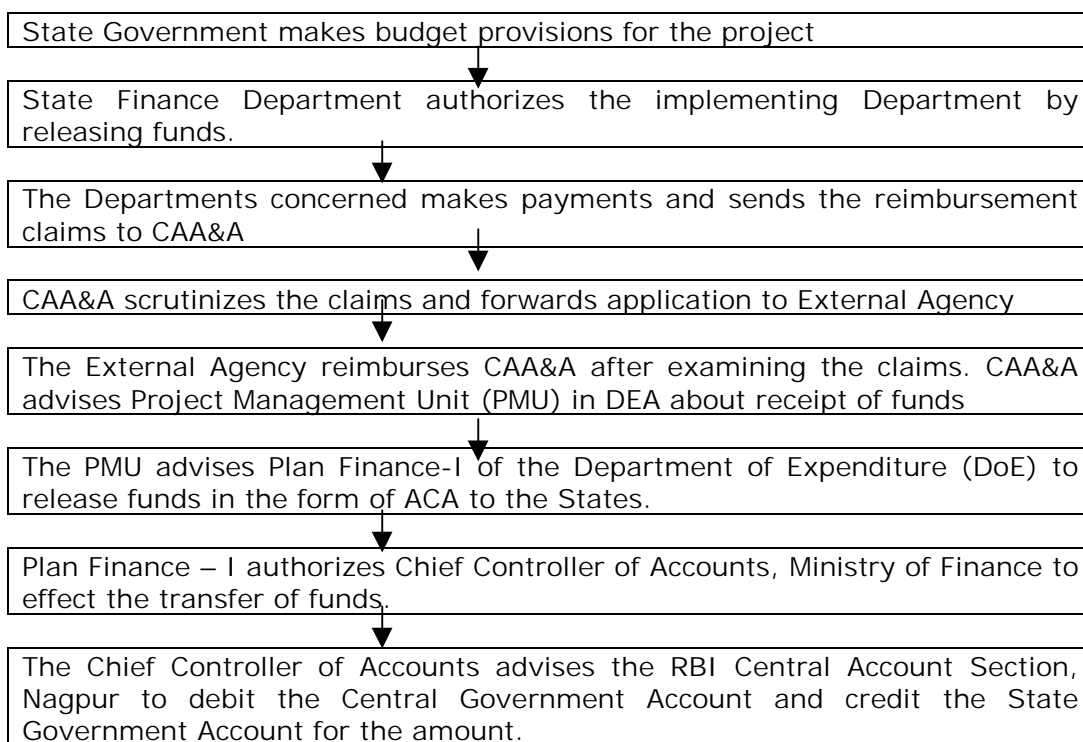 State Government makes budget provisions for the project
State Finance Department authorizes the implementing Department by
releasing funds.
The Departments concerned makes payments and sends the reimbursement
claims to CAA&A
CAA&A scrutinizes the claims and forwards application to External Agency
The External Agency reimburses CAA&A after examining the claims. CAA&A
advises Project Management Unit (PMU) in DEA about receipt of funds
The PMU advises Plan Finance-I of the Department of Expenditure (DoE) to
release funds in the form of ACA to the States.
Plan Finance – I authorizes Chief Controller of Accounts, Ministry of Finance to
effect the transfer of funds.
The Chief Controller of Accounts advises the RBI Central Account Section,
Nagpur to debit the Central Government Account and credit the State
Government Account for the amount.